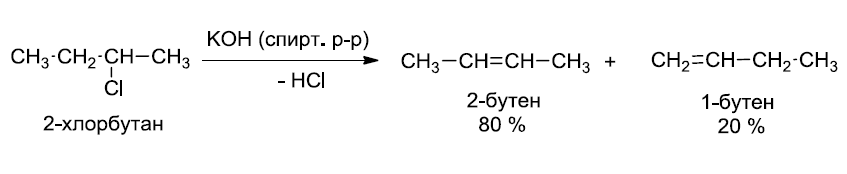 KOH (спирт. р-р)
CH₃-CH₂-CH-CH₃ CH₃-CH=CH-CH₃ + CH₂=CH-CH₂-CH₃
- HCl
Cl
2-хлорбутан 2-бутен 1-бутен
80 % 20 %